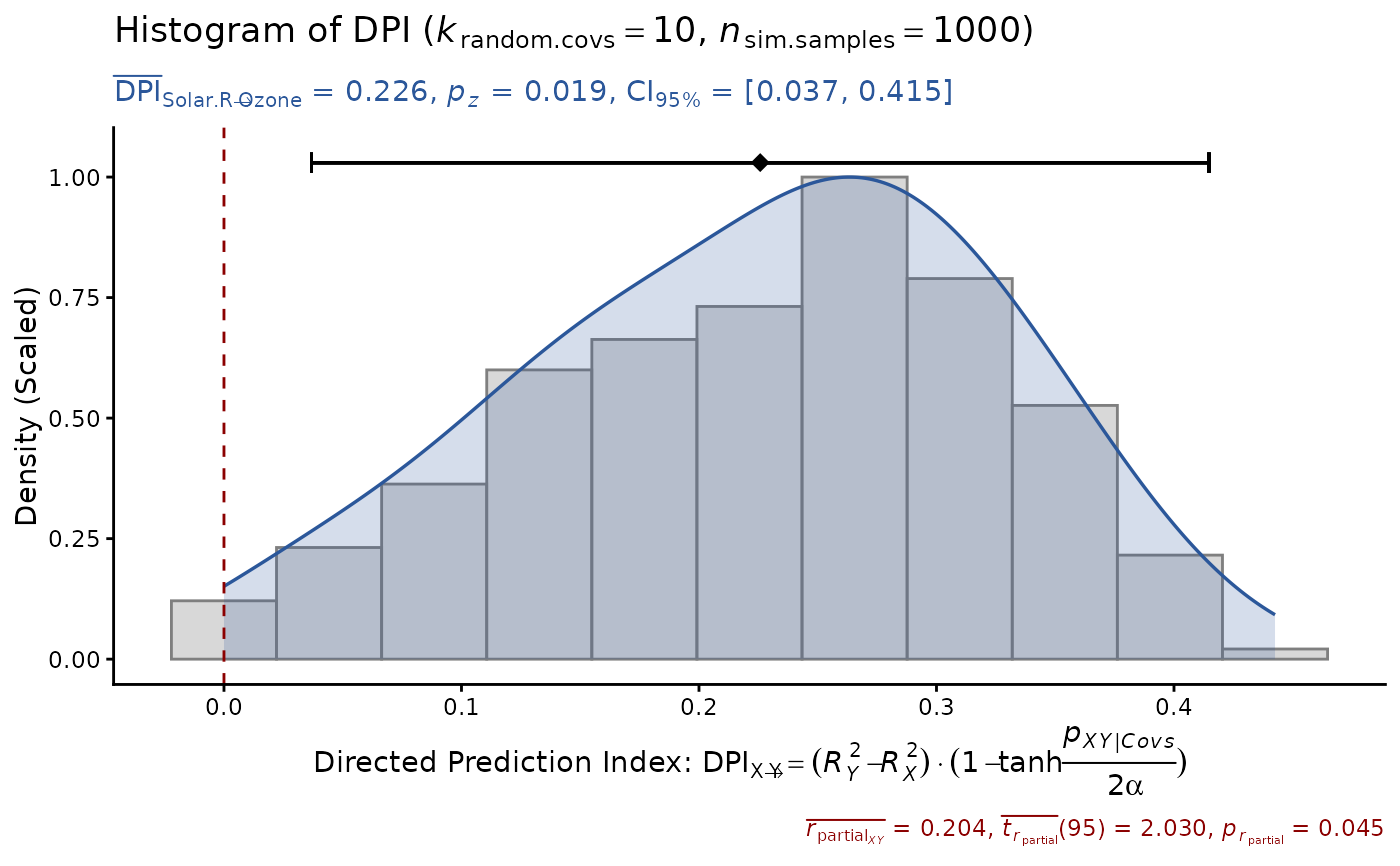 Histogram of DPI (k random.covs = 10, n sim.samples = 1000)
DPI Solar.R→Ozone = 0.226, p z = 0.019, CI 95% = [0.037, 0.415]
Density (Scaled)
1.00
0.75
0.50
0.25
0.00
0.0 0.1 0.2 0.3 0.4
Directed Prediction Index: DPI X→Y = (R²_Y − R²_X) · (1 − tanh p XY|Covs / 2α)
r partial XY = 0.204, t r partial (95) = 2.030, p r partial = 0.045